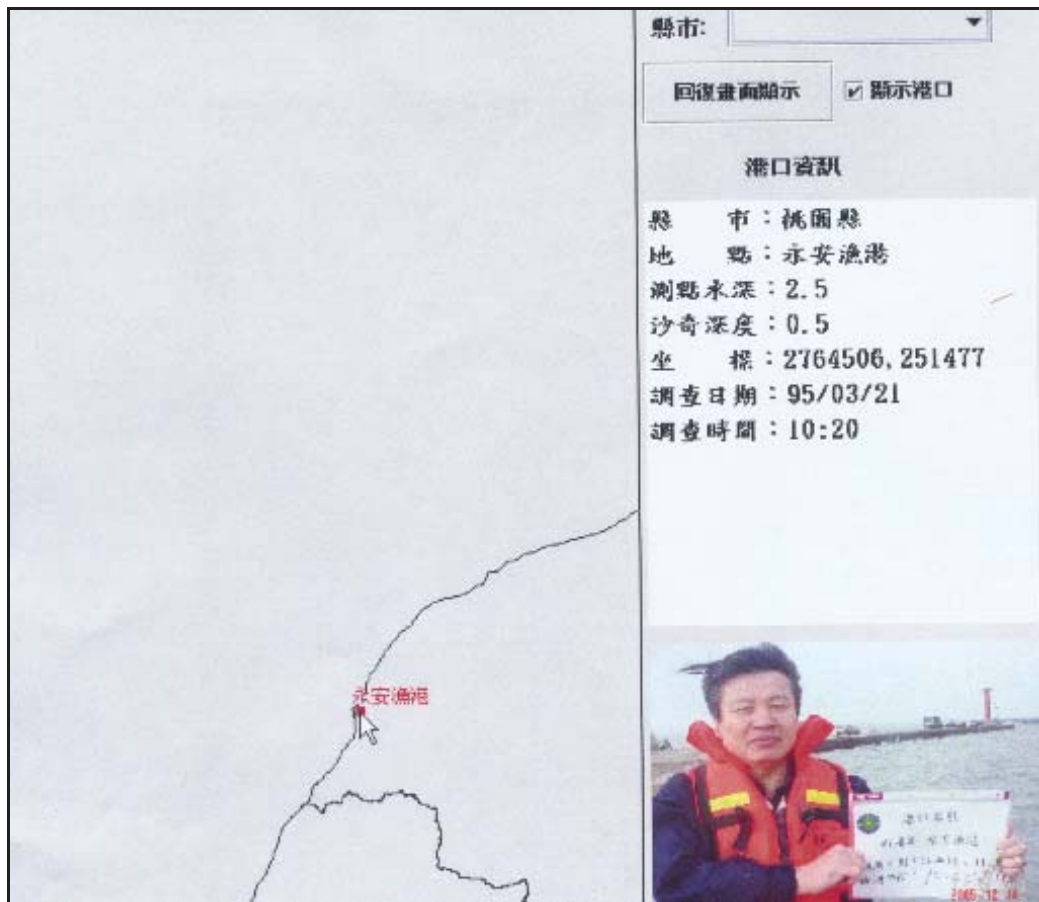 縣市:
回復畫面顯示
顯示港口
港口資訊
縣 市：桃園縣
地 點：永安漁港
測點水深：2.5
沙奇深度：0.5
坐 標：2764506,251477
調查日期：95/03/21
調查時間：10:20
永安漁港